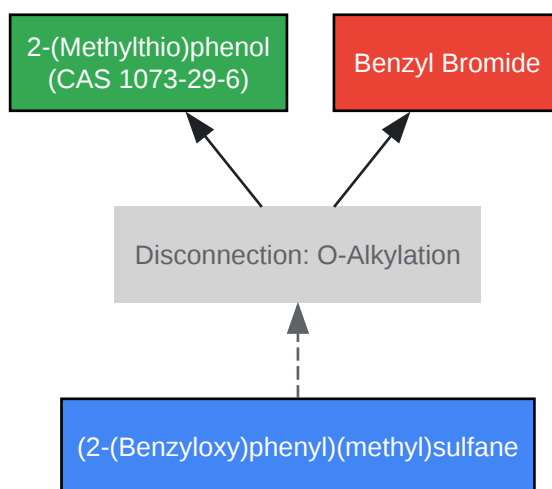 2-(Methylthio)phenol
(CAS 1073-29-6)
Benzyl Bromide
Disconnection: O-Alkylation
(2-(Benzyloxy)phenyl)(methyl)sulfane